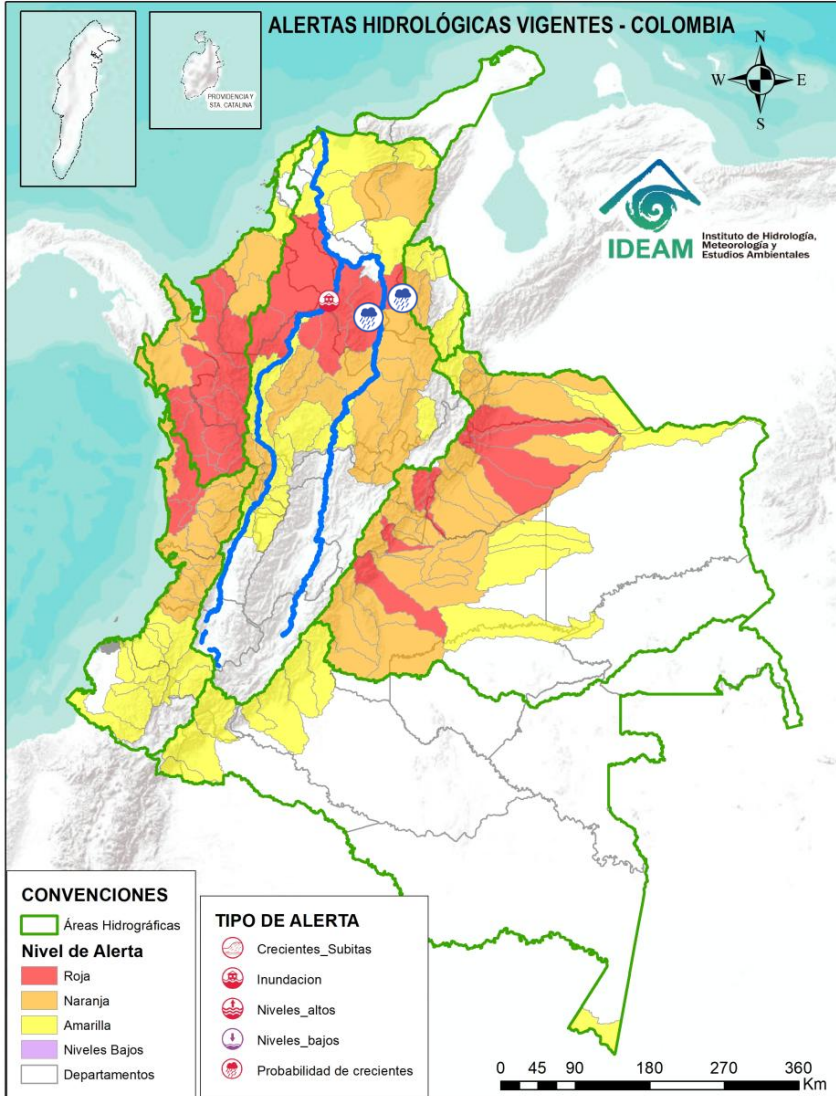 ALERTAS HIDROLÓGICAS VIGENTES - COLOMBIA
PROVIDENCIA Y
STA. CATALINA
N
W
E
S
IDEAM
Instituto de Hidrología,
Meteorología y
Estudios Ambientales
CONVENCIONES
Áreas Hidrográficas
Nivel de Alerta
Roja
Naranja
Amarilla
Niveles Bajos
Departamentos
TIPO DE ALERTA
Crecientes_Subitas
Inundacion
Niveles_altos
Niveles_bajos
Probabilidad de crecientes
0 45 90 180 270 360
Km